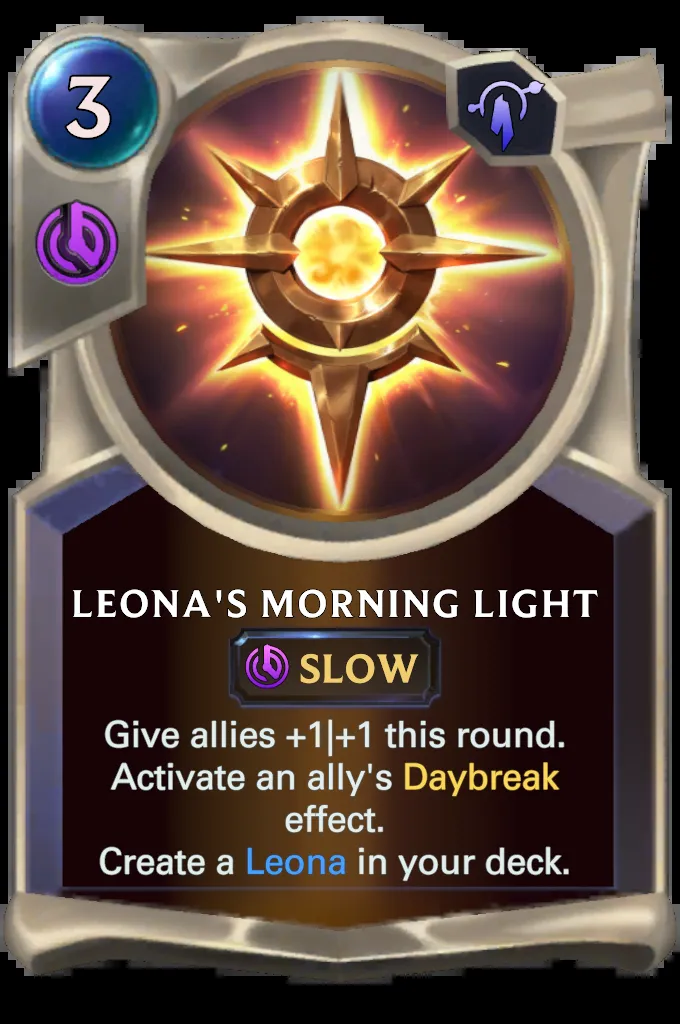 3
LEONA'S MORNING LIGHT
SLOW
Give allies +1|+1 this round.
Activate an ally's Daybreak
effect.
Create a Leona in your deck.